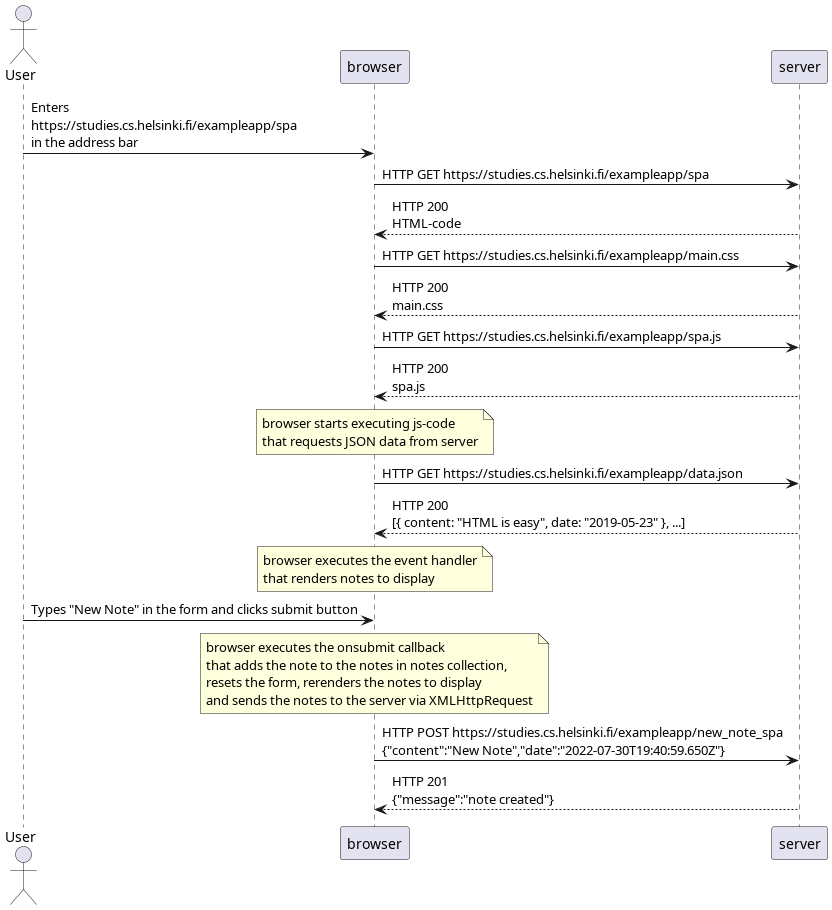 User
browser
server
Enters
https://studies.cs.helsinki.fi/exampleapp/spa
in the address bar
HTTP GET https://studies.cs.helsinki.fi/exampleapp/spa
HTTP 200
HTML-code
HTTP GET https://studies.cs.helsinki.fi/exampleapp/main.css
HTTP 200
main.css
HTTP GET https://studies.cs.helsinki.fi/exampleapp/spa.js
HTTP 200
spa.js
browser starts executing js-code
that requests JSON data from server
HTTP GET https://studies.cs.helsinki.fi/exampleapp/data.json
HTTP 200
[{ content: "HTML is easy", date: "2019-05-23" }, ...]
browser executes the event handler
that renders notes to display
Types "New Note" in the form and clicks submit button
browser executes the onsubmit callback
that adds the note to the notes in notes collection,
resets the form, rerenders the notes to display
and sends the notes to the server via XMLHttpRequest
HTTP POST https://studies.cs.helsinki.fi/exampleapp/new_note_spa
{"content":"New Note","date":"2022-07-30T19:40:59.650Z"}
HTTP 201
{"message":"note created"}
User
browser
server